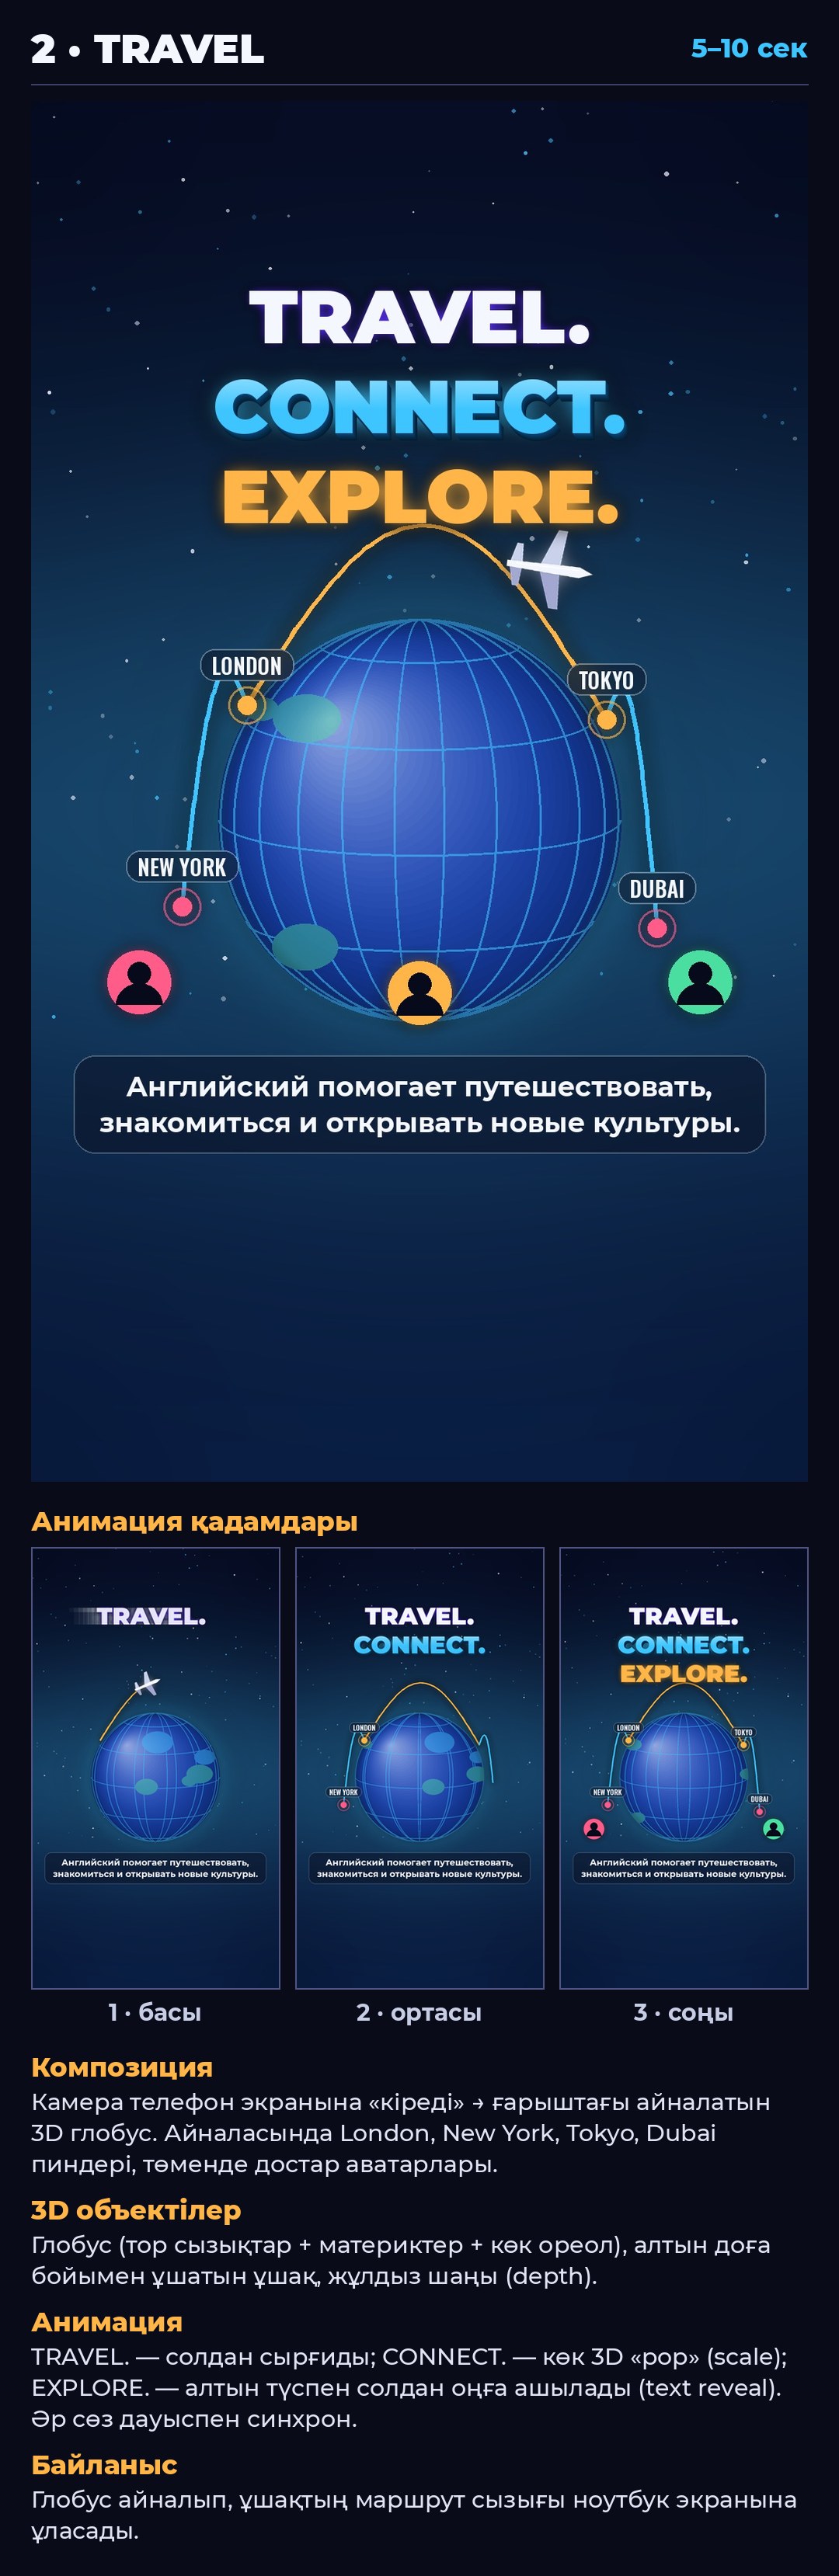 2 · TRAVEL
5–10 сек
TRAVEL.
CONNECT.
EXPLORE.
LONDON
TOKYO
NEW YORK
DUBAI
Английский помогает путешествовать,
знакомиться и открывать новые культуры.
Анимация қадамдары
TRAVEL.
Английский помогает путешествовать,
знакомиться и открывать новые культуры.
TRAVEL.
CONNECT.
LONDON
NEW YORK
Английский помогает путешествовать,
знакомиться и открывать новые культуры.
TRAVEL.
CONNECT.
EXPLORE.
LONDON
TOKYO
NEW YORK
DUBAI
Английский помогает путешествовать,
знакомиться и открывать новые культуры.
1 · басы
2 · ортасы
3 · соңы
Композиция
Камера телефон экранына «кіреді» → ғарыштағы айналатын
3D глобус. Айналасында London, New York, Tokyo, Dubai
пиндері, төменде достар аватарлары.
3D объектілер
Глобус (тор сызықтар + материктер + көк ореол), алтын доға
бойымен ұшатын ұшақ, жұлдыз шаңы (depth).
Анимация
TRAVEL. — солдан сырғиды; CONNECT. — көк 3D «pop» (scale);
EXPLORE. — алтын түспен солдан оңға ашылады (text reveal).
Әр сөз дауыспен синхрон.
Байланыс
Глобус айналып, ұшақтың маршрут сызығы ноутбук экранына
ұласады.